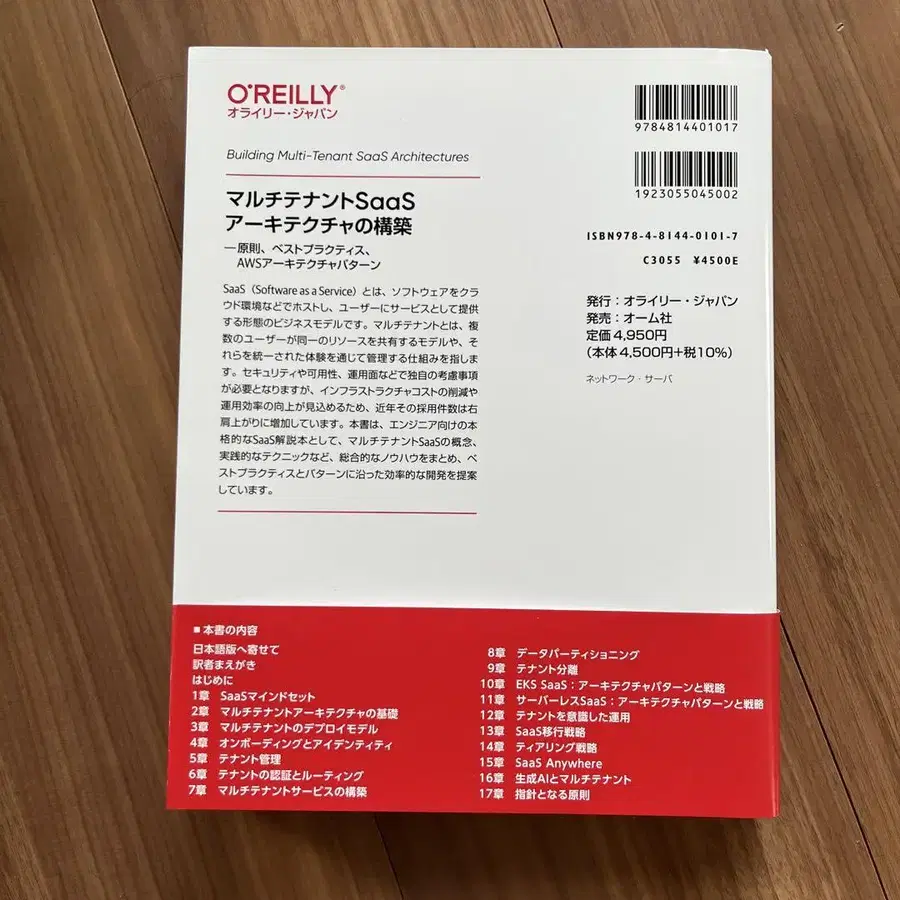 O'REILLY®
オライリー・ジャパン
Building Multi-Tenant SaaS Architectures
マルチテナントSaaS
アーキテクチャの構築
―原則、ベストプラクティス、
AWSアーキテクチャパターン
SaaS（Software as a Service）とは、ソフトウェアをクラ
ウド環境などでホストし、ユーザーにサービスとして提供
する形態のビジネスモデルです。マルチテナントとは、複
数のユーザーが同一のリソースを共有するモデルや、そ
れらを統一された体験を通じて管理する仕組みを指しま
す。セキュリティや可用性、運用面などで独自の考慮事項
が必要となりますが、インフラストラクチャコストの削減や
運用効率の向上が見込めるため、近年その採用件数は右
肩上がりに増加しています。本書は、エンジニア向けの本
格的なSaaS解説本として、マルチテナントSaaSの概念、
実践的なテクニックなど、総合的なノウハウをまとめ、ベ
ストプラクティスとパターンに沿った効率的な開発を提案
しています。
9784814401017
1923055045002
ISBN978-4-8144-0101-7
C3055 ¥4500E
発行：オライリー・ジャパン
発売：オーム社
定価4,950円
（本体4,500円+税10%）
ネットワーク・サーバ
■ 本書の内容
日本語版へ寄せて
訳者まえがき
はじめに
1章 SaaSマインドセット
2章 マルチテナントアーキテクチャの基礎
3章 マルチテナントのデプロイモデル
4章 オンボーディングとアイデンティティ
5章 テナント管理
6章 テナントの認証とルーティング
7章 マルチテナントサービスの構築
8章 データパーティショニング
9章 テナント分離
10章 EKS SaaS：アーキテクチャパターンと戦略
11章 サーバーレスSaaS：アーキテクチャパターンと戦略
12章 テナントを意識した運用
13章 SaaS移行戦略
14章 ティアリング戦略
15章 SaaS Anywhere
16章 生成AIとマルチテナント
17章 指針となる原則